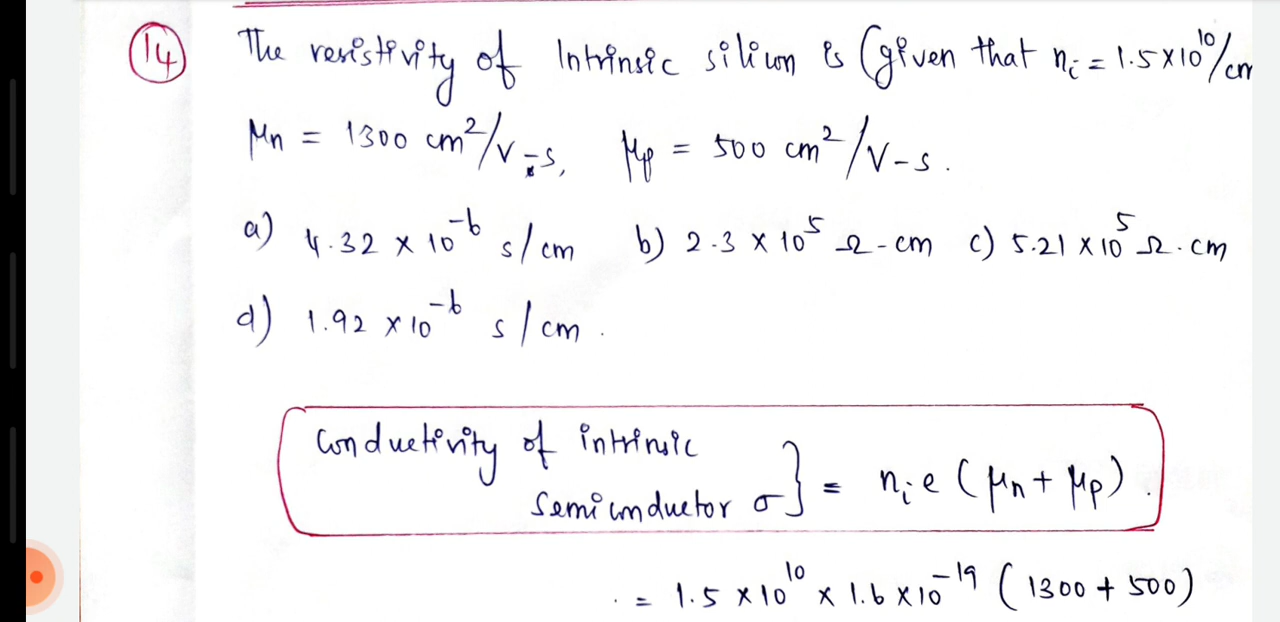 14 The resistivity of Intrinsic silicon is (given that nᵢ = 1.5 × 10¹⁰/cm
μn = 1300 cm²/V-s, μp = 500 cm²/V-s.
a) 4.32 × 10⁻⁶ s/cm b) 2.3 × 10⁵ Ω-cm c) 5.21 × 10⁵ Ω.cm
d) 1.92 × 10⁻⁶ s/cm.
Conductivity of intrinsic
Semiconductor σ } = nᵢe (μn + μp).
= 1.5 × 10¹⁰ × 1.6 × 10⁻¹⁹ (1300 + 500)